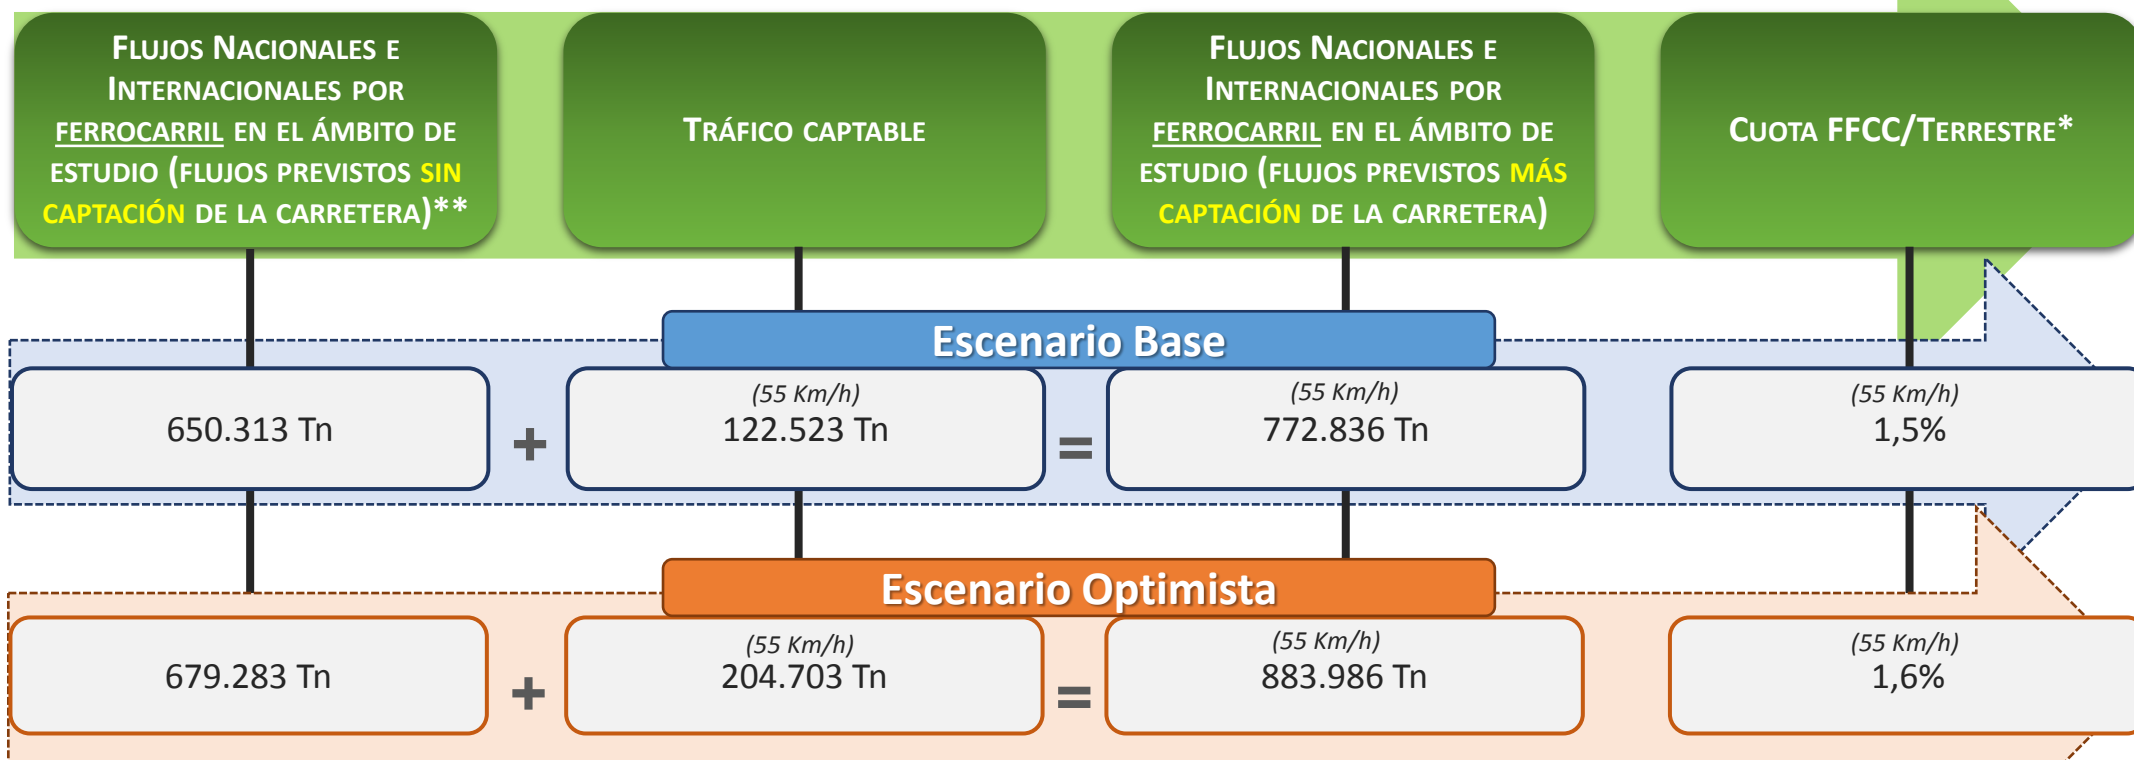 FLUJOS NACIONALES E
INTERNACIONALES POR
FERROCARRIL EN EL ÁMBITO DE
ESTUDIO (FLUJOS PREVISTOS SIN
CAPTACIÓN DE LA CARRETERA)**
TRÁFICO CAPTABLE
FLUJOS NACIONALES E
INTERNACIONALES POR
FERROCARRIL EN EL ÁMBITO DE
ESTUDIO (FLUJOS PREVISTOS MÁS
CAPTACIÓN DE LA CARRETERA)
CUOTA FFCC/TERRESTRE*
Escenario Base
650.313 Tn
+
(55 Km/h)
122.523 Tn
=
(55 Km/h)
772.836 Tn
(55 Km/h)
1,5%
Escenario Optimista
679.283 Tn
+
(55 Km/h)
204.703 Tn
=
(55 Km/h)
883.986 Tn
(55 Km/h)
1,6%